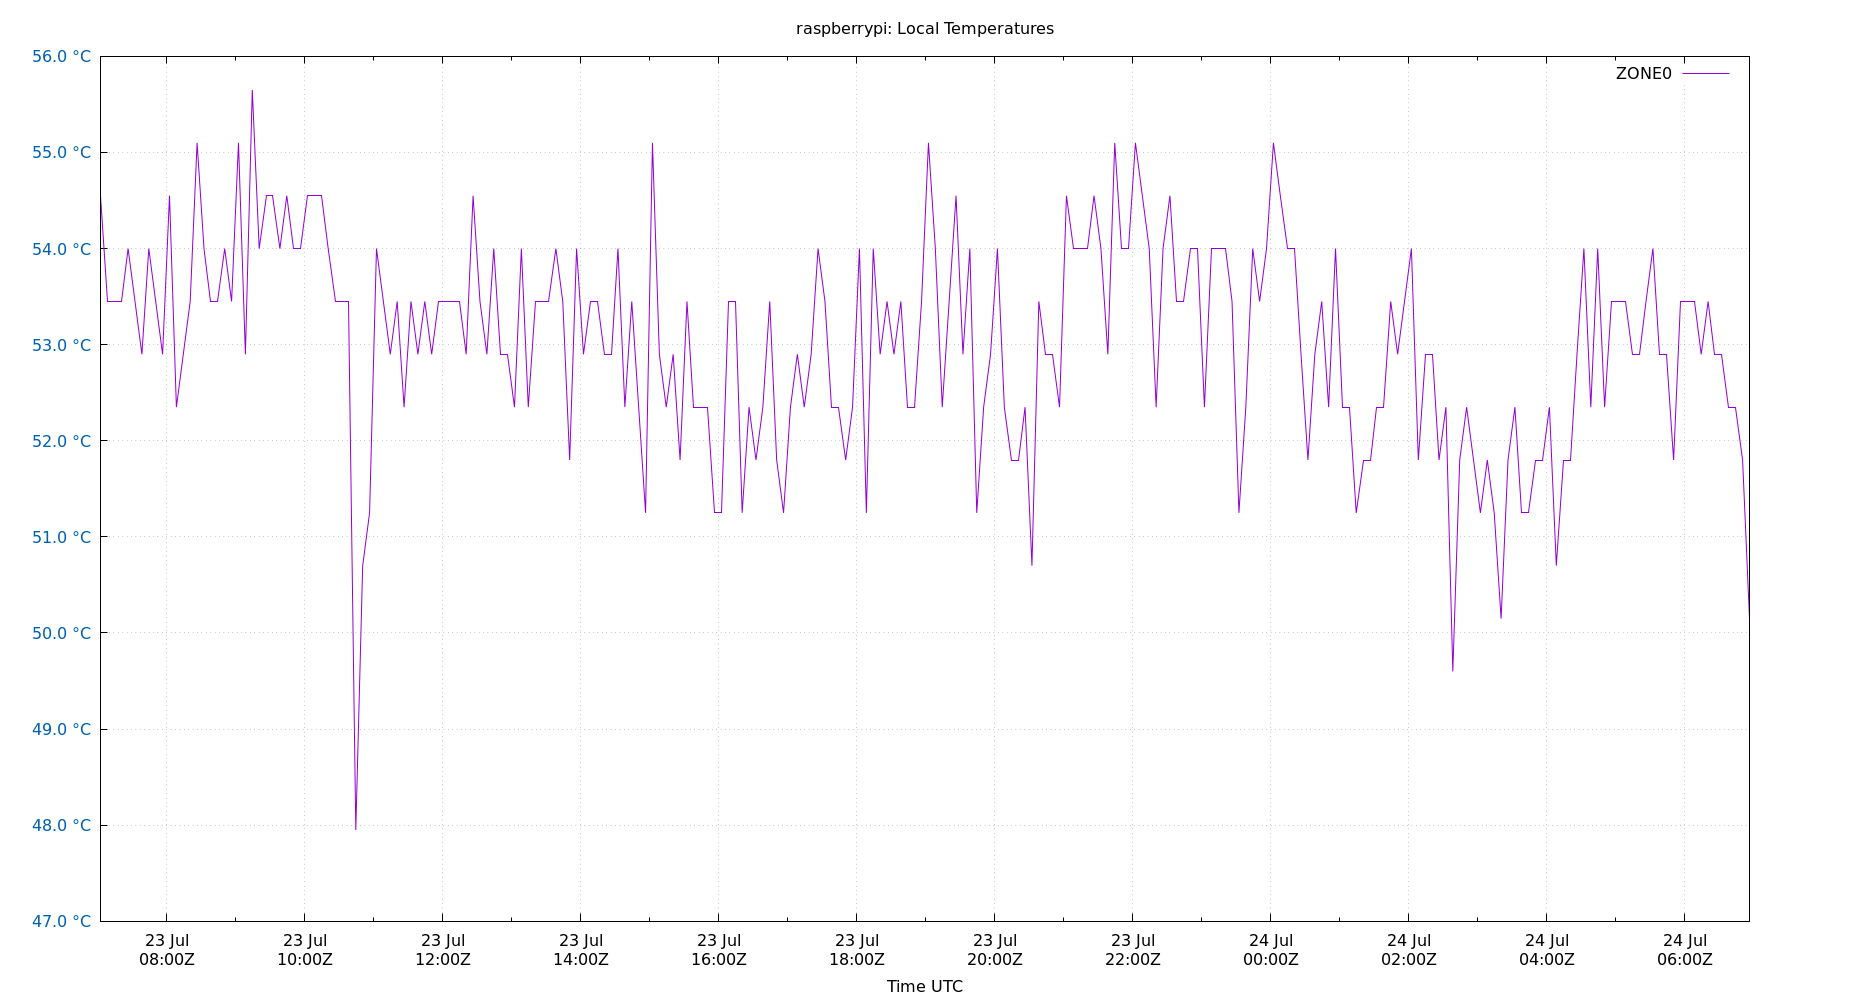 raspberrypi: Local Temperatures
56.0 °C
ZONE0
55.0 °C
54.0 °C
53.0 °C
52.0 °C
51.0 °C
50.0 °C
49.0 °C
48.0 °C
47.0 °C
23 Jul 23 Jul 23 Jul 23 Jul 23 Jul 23 Jul 23 Jul 23 Jul 24 Jul 24 Jul 24 Jul 24 Jul
08:00Z 10:00Z 12:00Z 14:00Z 16:00Z 18:00Z 20:00Z 22:00Z 00:00Z 02:00Z 04:00Z 06:00Z
Time UTC